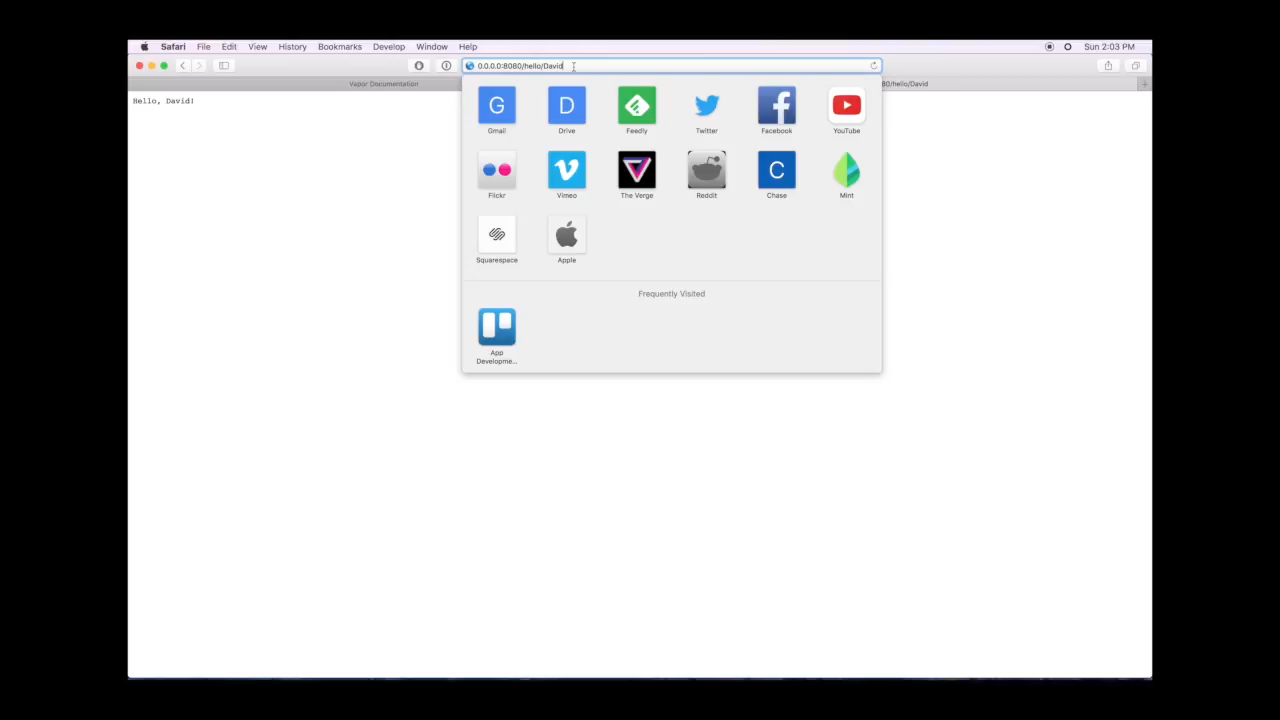 Safari File Edit View History Bookmarks Develop Window Help Sun 2:03 PM
0.0.0.0:8080/hello/David
Vapor Documentation 80/hello/David
Hello, David!
G D
Gmail Drive Feedly Twitter Facebook YouTube
C
Flickr Vimeo The Verge Reddit Chase Mint
Squarespace Apple
Frequently Visited
App
Developme...